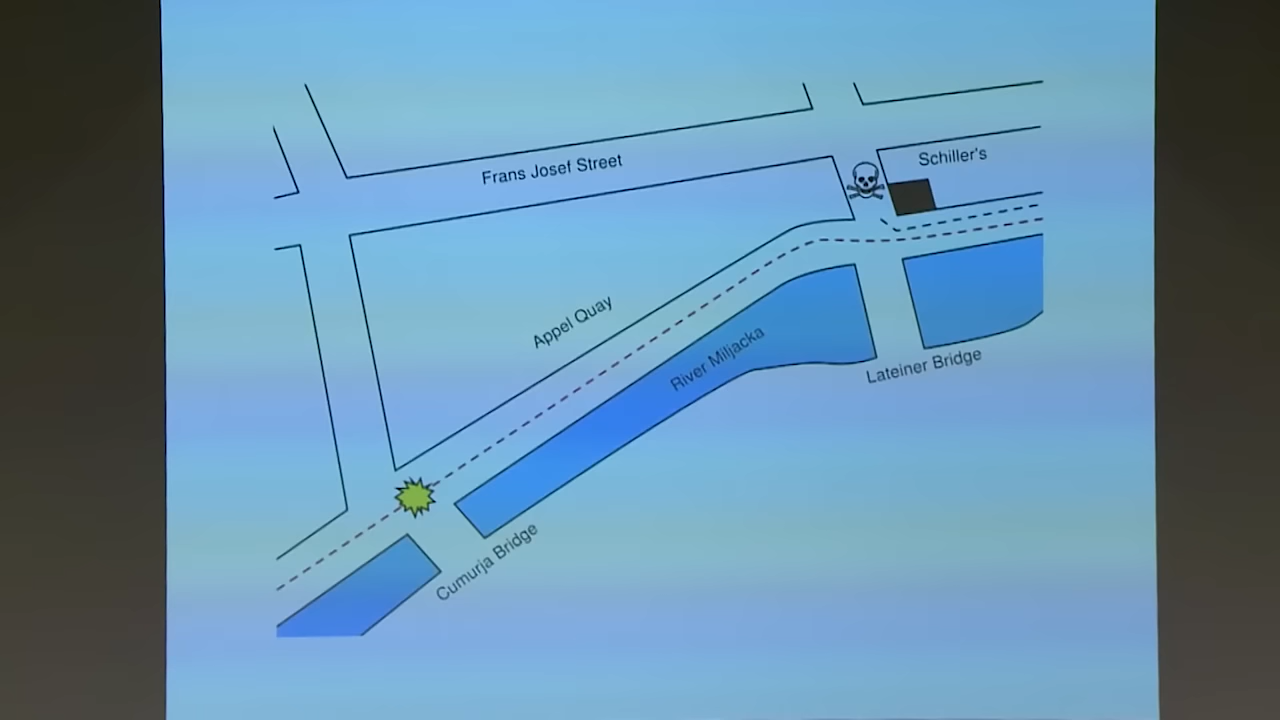 Schiller's
Frans Josef Street
Appel Quay
River Miljacka
Lateiner Bridge
Cumurja Bridge